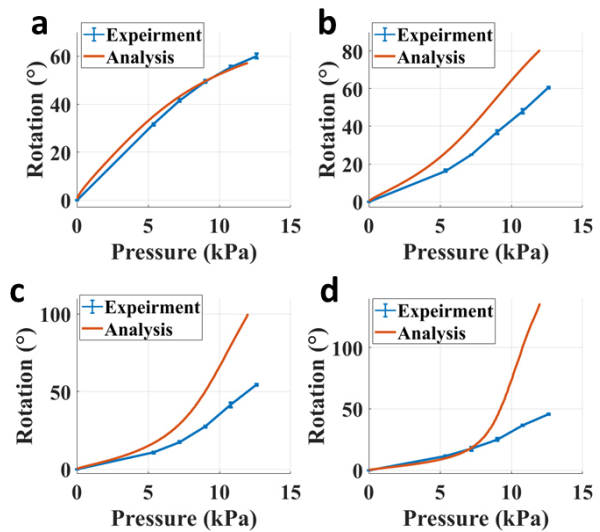 a
Expeirment
Analysis
60
40
20
0
Rotation (°)
0 5 10 15
Pressure (kPa)
b
Expeirment
Analysis
80
60
40
20
0
Rotation (°)
0 5 10 15
Pressure (kPa)
c
Expeirment
Analysis
100
50
0
Rotation (°)
0 5 10 15
Pressure (kPa)
d
Expeirment
Analysis
100
50
0
Rotation (°)
0 5 10 15
Pressure (kPa)